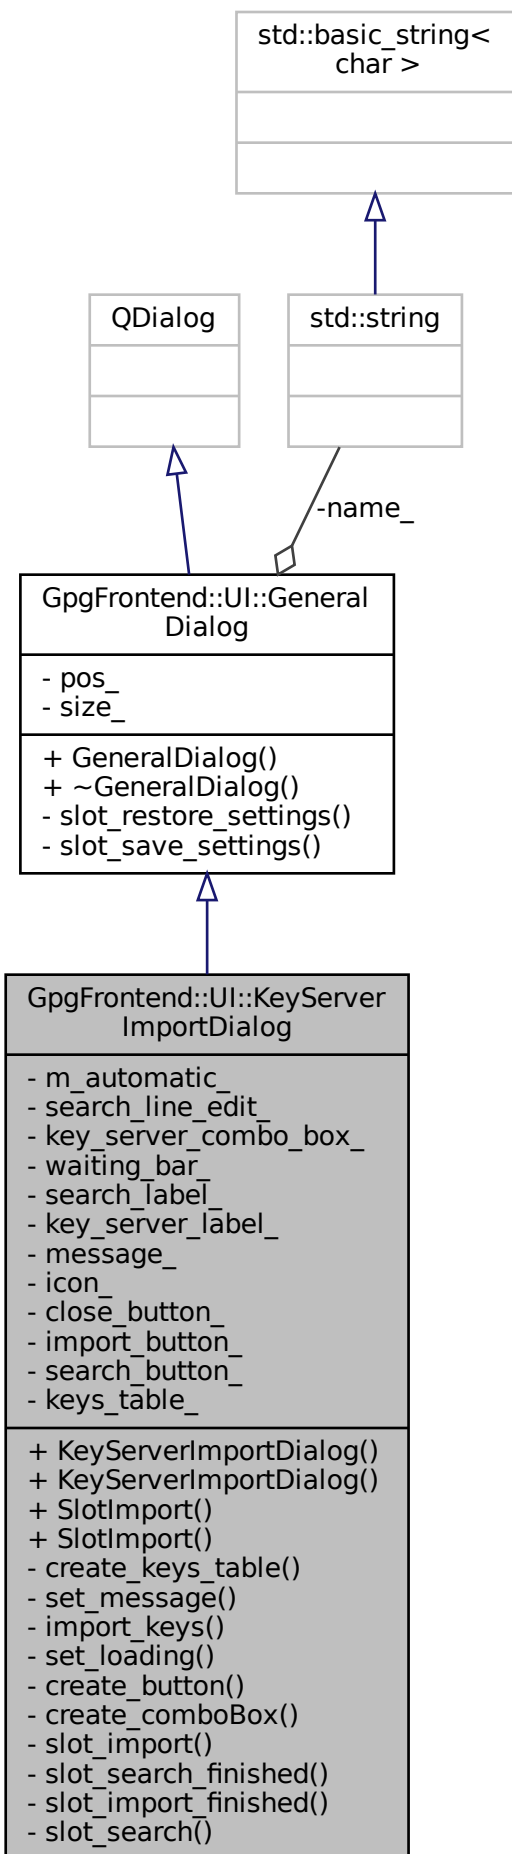 std::basic_string<
char >
QDialog
std::string
-name_
GpgFrontend::UI::General
Dialog
- pos_
- size_
+ GeneralDialog()
+ ~GeneralDialog()
- slot_restore_settings()
- slot_save_settings()
GpgFrontend::UI::KeyServer
ImportDialog
- m_automatic_
- search_line_edit_
- key_server_combo_box_
- waiting_bar_
- search_label_
- key_server_label_
- message_
- icon_
- close_button_
- import_button_
- search_button_
- keys_table_
+ KeyServerImportDialog()
+ KeyServerImportDialog()
+ SlotImport()
+ SlotImport()
- create_keys_table()
- set_message()
- import_keys()
- set_loading()
- create_button()
- create_comboBox()
- slot_import()
- slot_search_finished()
- slot_import_finished()
- slot_search()